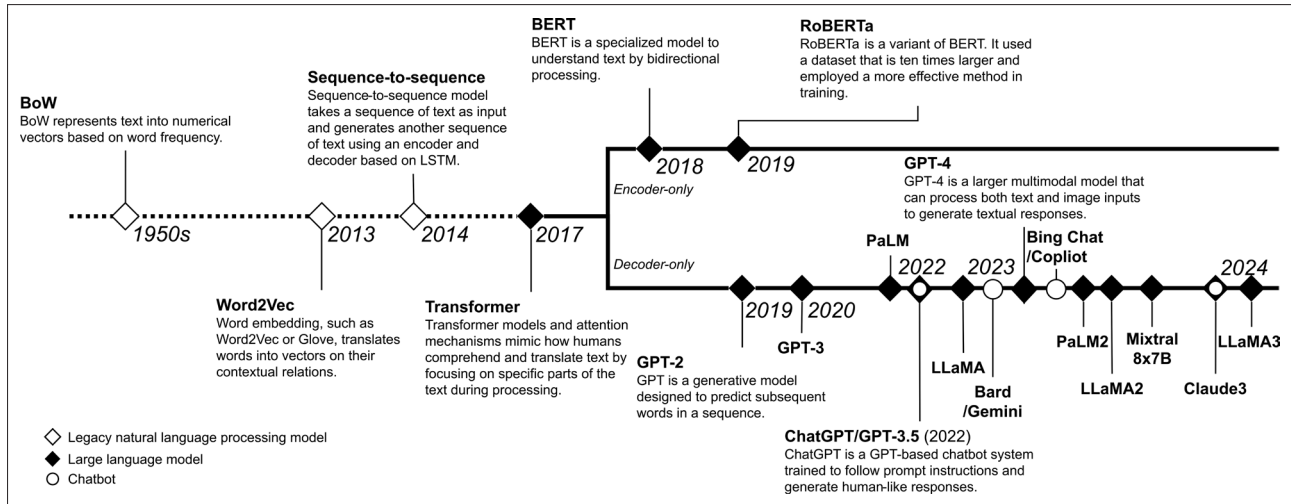 BERT
BERT is a specialized model to
understand text by bidirectional
processing.
RoBERTa
RoBERTa is a variant of BERT. It used
a dataset that is ten times larger and
employed a more effective method in
training.
Sequence-to-sequence
Sequence-to-sequence model
takes a sequence of text as input
and generates another sequence
of text using an encoder and
decoder based on LSTM.
BoW
BoW represents text into numerical
vectors based on word frequency.
2018
2019
Encoder-only
GPT-4
GPT-4 is a larger multimodal model that
can process both text and image inputs
to generate textual responses.
1950s
2013
2014
2017
Decoder-only
PaLM
2022
2023
Bing Chat
/Copliot
2024
Word2Vec
Word embedding, such as
Word2Vec or Glove, translates
words into vectors on their
contextual relations.
Transformer
Transformer models and attention
mechanisms mimic how humans
comprehend and translate text by
focusing on specific parts of the
text during processing.
2019
2020
GPT-3
GPT-2
GPT is a generative model
designed to predict subsequent
words in a sequence.
LLaMA
Bard
/Gemini
PaLM2
LLaMA2
Mixtral
8x7B
Claude3
LLaMA3
ChatGPT/GPT-3.5 (2022)
ChatGPT is a GPT-based chatbot system
trained to follow prompt instructions and
generate human-like responses.
Legacy natural language processing model
Large language model
Chatbot